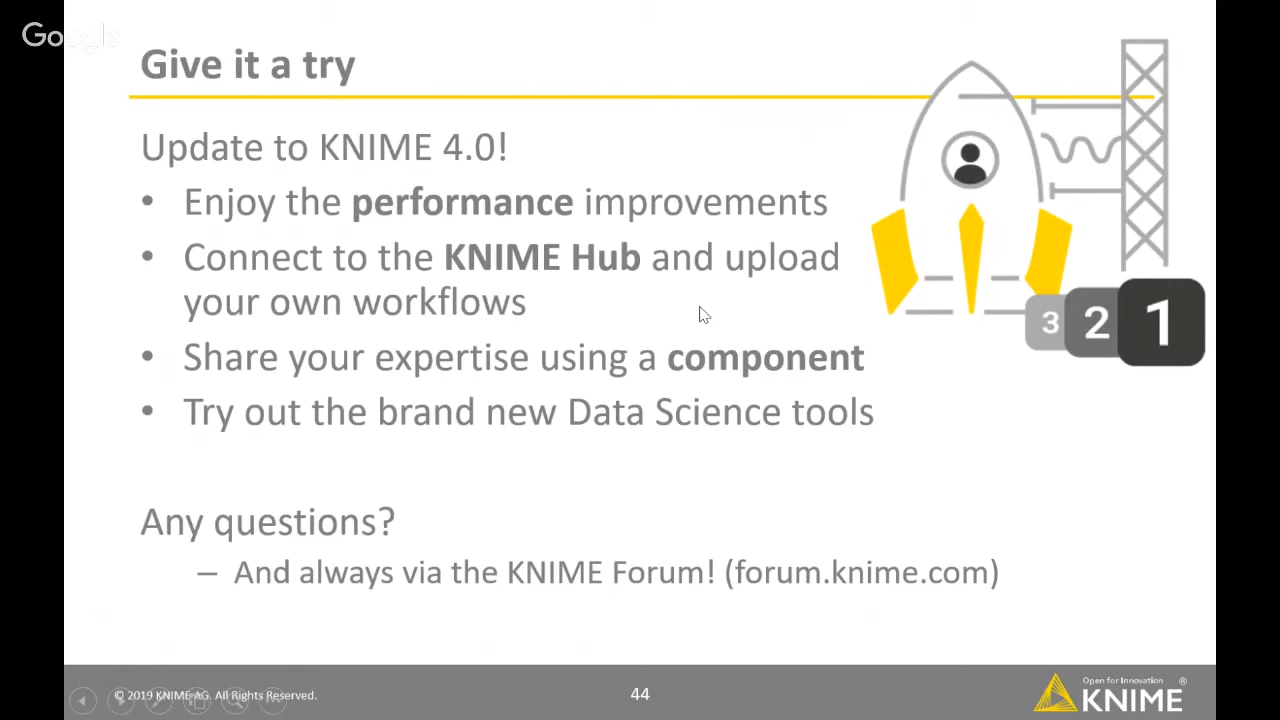 Google
Give it a try
Update to KNIME 4.0!
• Enjoy the performance improvements
• Connect to the KNIME Hub and upload
your own workflows
• Share your expertise using a component
• Try out the brand new Data Science tools
3 2 1
Any questions?
– And always via the KNIME Forum! (forum.knime.com)
© 2019 KNIME AG. All Rights Reserved.
44
Open for Innovation ®
KNIME